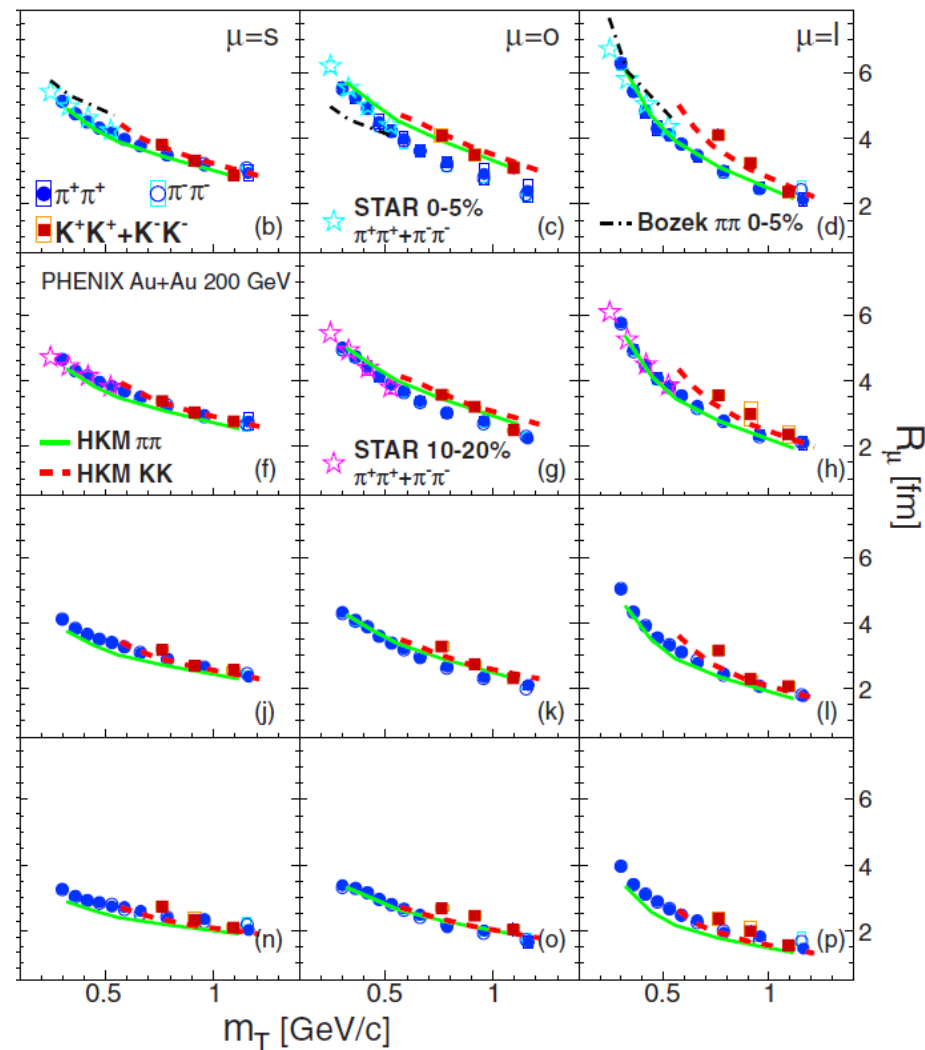 μ=s
μ=o
μ=l
6
4
2
π⁺π⁺
π⁻π⁻
K⁺K⁺+K⁻K⁻
(b)
STAR 0-5%
π⁺π⁺+π⁻π⁻
(c)
Bozek ππ 0-5%
(d)
PHENIX Au+Au 200 GeV
HKM ππ
HKM KK
(f)
STAR 10-20%
π⁺π⁺+π⁻π⁻
(g)
6
4
2
(h)
R_μ [fm]
(j)
(k)
6
4
2
(l)
(n)
(o)
6
4
2
(p)
0.5 1 0.5 1 0.5 1
m_T [GeV/c]